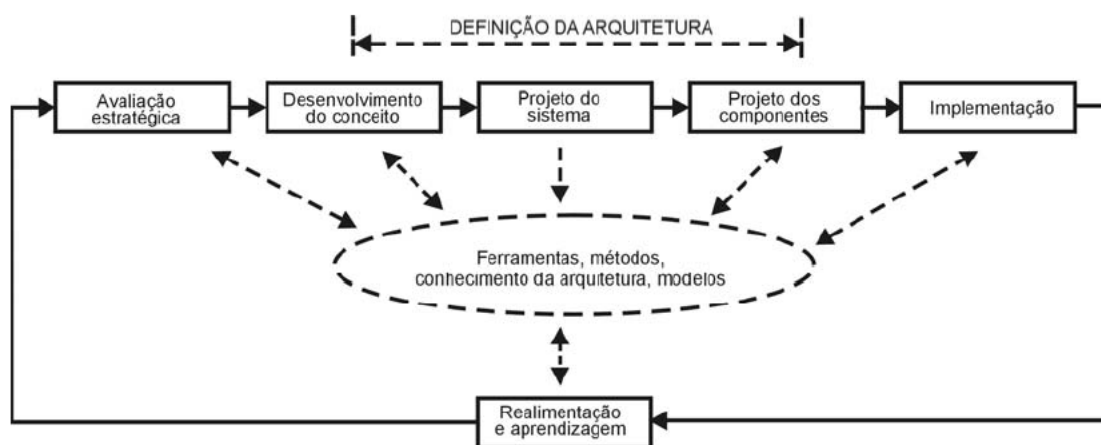 DEFINIÇÃO DA ARQUITETURA
Avaliação
estratégica
Desenvolvimento
do conceito
Projeto do
sistema
Projeto dos
componentes
Implementação
Ferramentas, métodos,
conhecimento da arquitetura, modelos
Realimentação
e aprendizagem